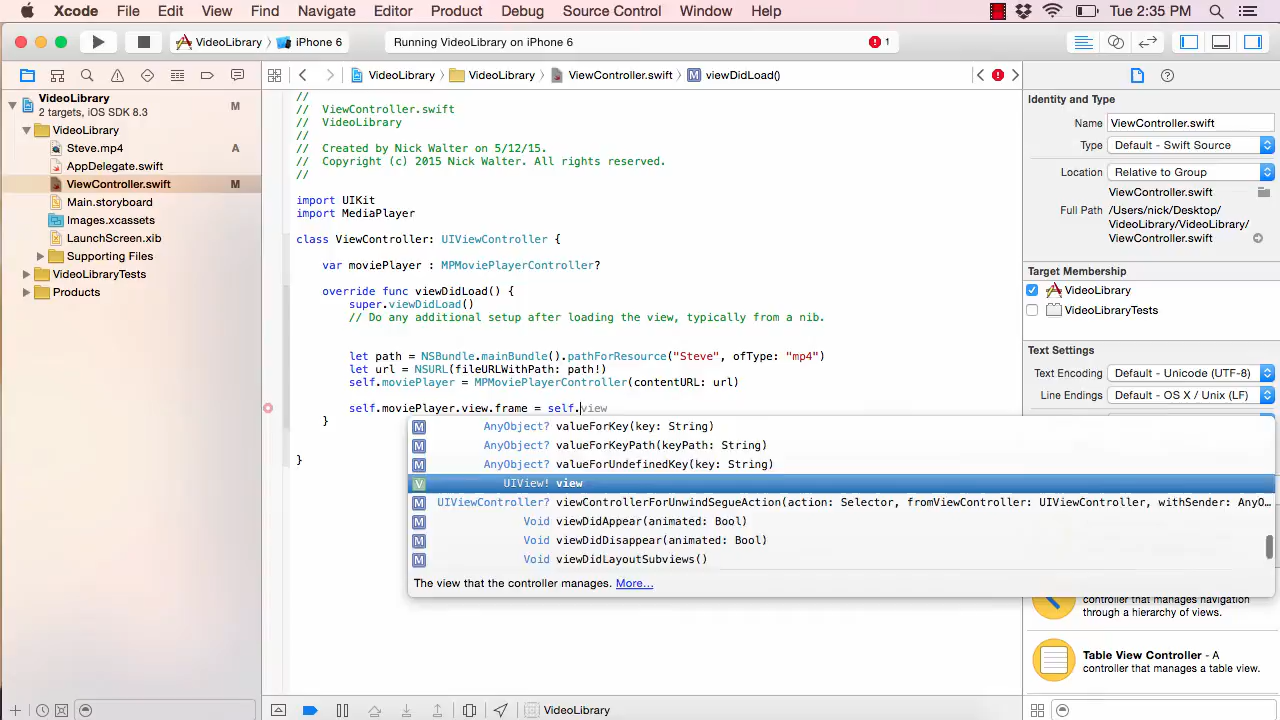 Xcode File Edit View Find Navigate Editor Product Debug Source Control Window Help Tue 2:35 PM
VideoLibrary iPhone 6 Running VideoLibrary on iPhone 6 1
VideoLibrary VideoLibrary ViewController.swift M viewDidLoad()
VideoLibrary M
2 targets, iOS SDK 8.3
VideoLibrary
Steve.mp4 A
AppDelegate.swift
ViewController.swift M
Main.storyboard
Images.xcassets
LaunchScreen.xib
Supporting Files
VideoLibraryTests
Products
//
// ViewController.swift
// VideoLibrary
//
// Created by Nick Walter on 5/12/15.
// Copyright (c) 2015 Nick Walter. All rights reserved.
//
import UIKit
import MediaPlayer
class ViewController: UIViewController {
var moviePlayer : MPMoviePlayerController?
override func viewDidLoad() {
super.viewDidLoad()
// Do any additional setup after loading the view, typically from a nib.
let path = NSBundle.mainBundle().pathForResource("Steve", ofType: "mp4")
let url = NSURL(fileURLWithPath: path!)
self.moviePlayer = MPMoviePlayerController(contentURL: url)
self.moviePlayer.view.frame = self.view
}
}
M AnyObject? valueForKey(key: String)
M AnyObject? valueForKeyPath(keyPath: String)
M AnyObject? valueForUndefinedKey(key: String)
V UIView! view
M UIViewController? viewControllerForUnwindSegueAction(action: Selector, fromViewController: UIViewController, withSender: AnyO...
M Void viewDidAppear(animated: Bool)
M Void viewDidDisappear(animated: Bool)
M Void viewDidLayoutSubviews()
The view that the controller manages. More...
Identity and Type
Name ViewController.swift
Type Default - Swift Source
Location Relative to Group
ViewController.swift
Full Path /Users/nick/Desktop/
VideoLibrary/VideoLibrary/
ViewController.swift
Target Membership
VideoLibrary
VideoLibraryTests
Text Settings
Text Encoding Default - Unicode (UTF-8)
Line Endings Default - OS X / Unix (LF)
controller that manages navigation
through a hierarchy of views.
Table View Controller - A
controller that manages a table view.
VideoLibrary